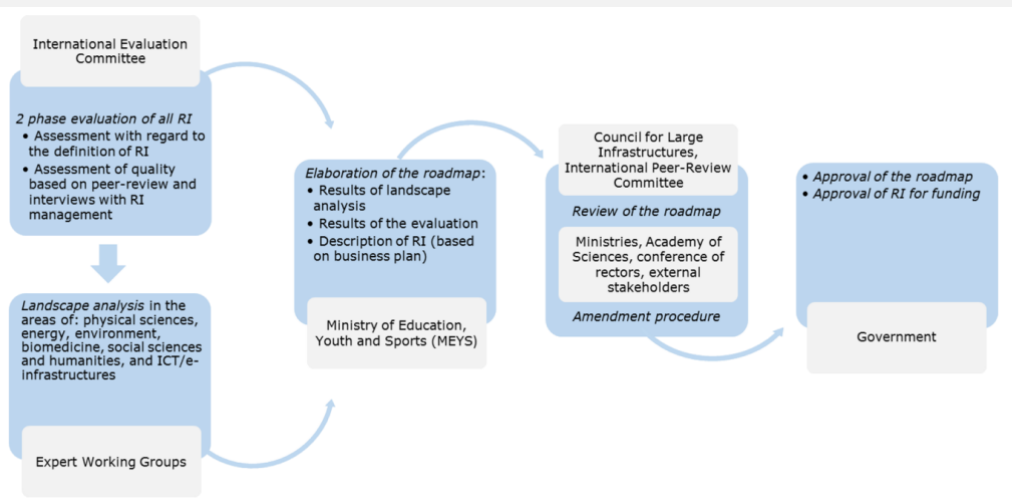 International Evaluation
Committee
2 phase evaluation of all RI
• Assessment with regard to
the definition of RI
• Assessment of quality
based on peer-review and
interviews with RI
management
Landscape analysis in the
areas of: physical sciences,
energy, environment,
biomedicine, social sciences
and humanities, and ICT/e-
infrastructures
Expert Working Groups
Elaboration of the roadmap:
• Results of landscape
analysis
• Results of the evaluation
• Description of RI (based
on business plan)
Ministry of Education,
Youth and Sports (MEYS)
Council for Large
Infrastructures,
International Peer-Review
Committee
Review of the roadmap
Ministries, Academy of
Sciences, conference of
rectors, external
stakeholders
Amendment procedure
• Approval of the roadmap
• Approval of RI for funding
Government